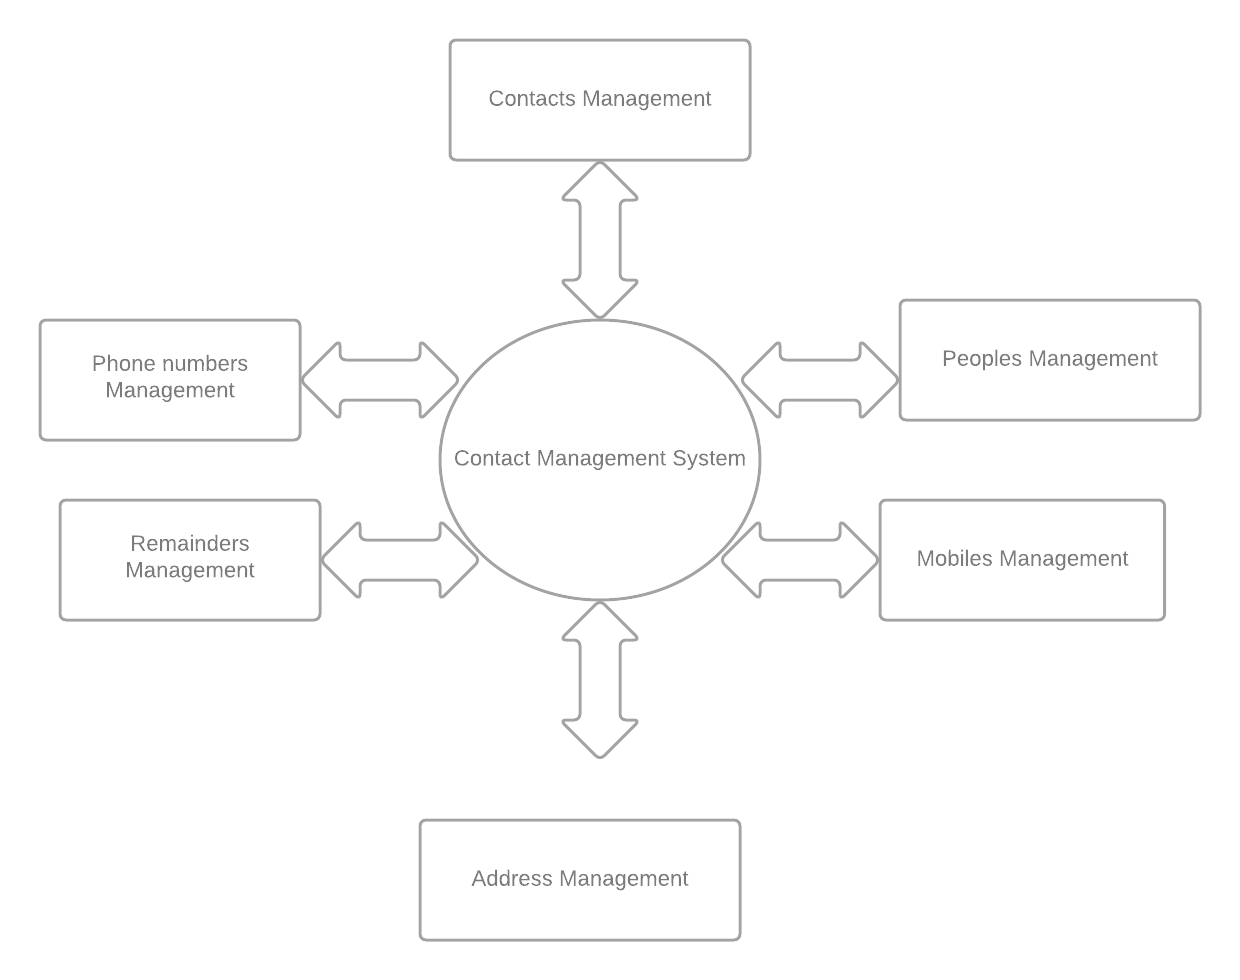 Contacts Management
Phone numbers
Management
Peoples Management
Contact Management System
Remainders
Management
Mobiles Management
Address Management